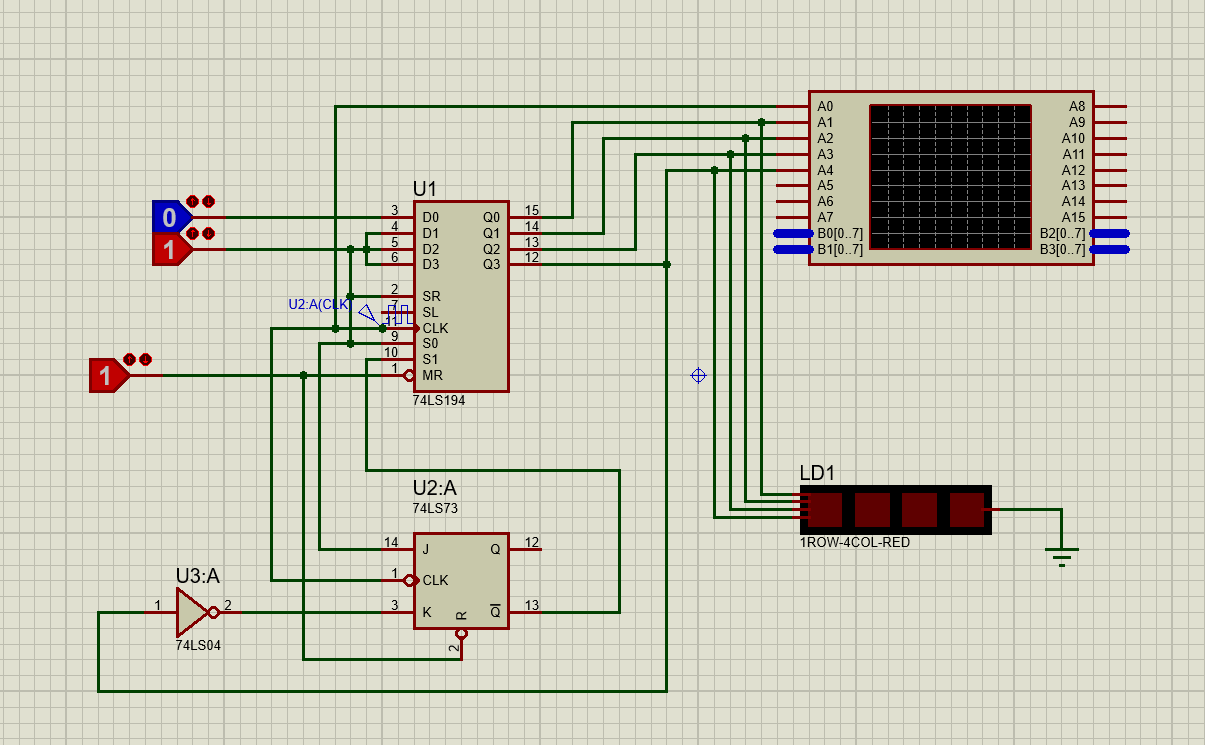 A0 A8
A1 A9
A2 A10
A3 A11
A4 A12
A5 A13
A6 A14
A7 A15
B0[0..7] B2[0..7]
B1[0..7] B3[0..7]
U1
0
1
3 D0 Q0 15
4 D1 Q1 14
5 D2 Q2 13
6 D3 Q3 12
2 SR
U2:A(CLK
7 SL
11 CLK
9 S0
10 S1
1
1 MR
74LS194
LD1
1ROW-4COL-RED
U2:A
74LS73
14 J Q 12
1 CLK
3 K Q 13
R
2
U3:A
1 2
74LS04